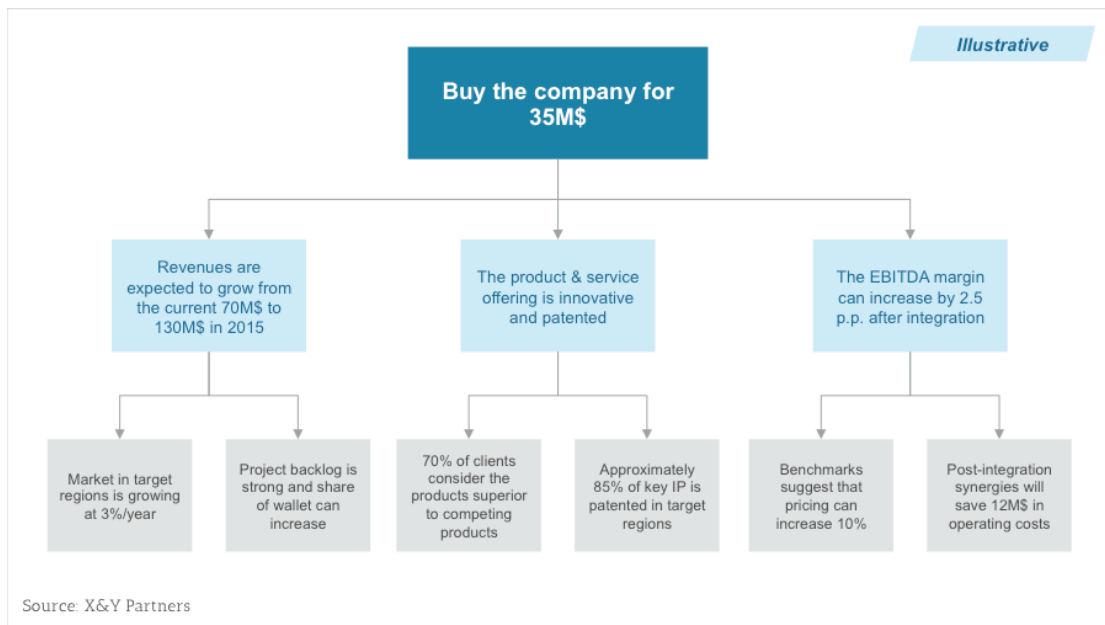 Illustrative
Buy the company for
35M$
Revenues are
expected to grow from
the current 70M$ to
130M$ in 2015
The product & service
offering is innovative
and patented
The EBITDA margin
can increase by 2.5
p.p. after integration
Market in target
regions is growing
at 3%/year
Project backlog is
strong and share
of wallet can
increase
70% of clients
consider the
products superior
to competing
products
Approximately
85% of key IP is
patented in target
regions
Benchmarks
suggest that
pricing can
increase 10%
Post-integration
synergies will
save 12M$ in
operating costs
Source: X&Y Partners